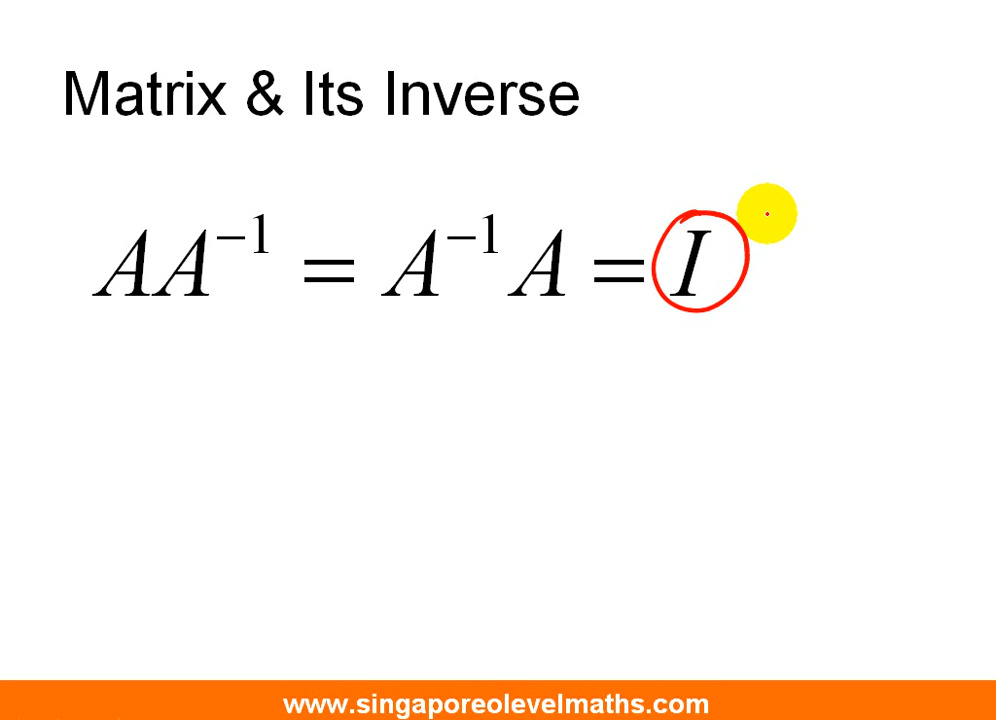 Matrix & Its Inverse
AA⁻¹ = A⁻¹A = I
www.singaporeolevelmaths.com